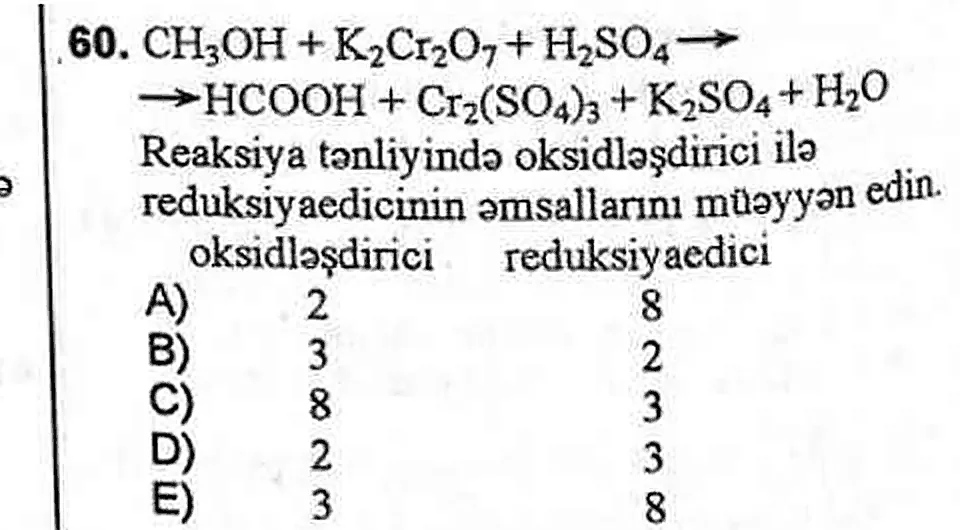 60. CH₃OH + K₂Cr₂O₇ + H₂SO₄ →
→ HCOOH + Cr₂(SO₄)₃ + K₂SO₄ + H₂O
Reaksiya tənliyində oksidləşdirici ilə
reduksiyaedicinin əmsallarını müəyyən edin.
oksidləşdirici reduksiyaedici
A) 2 8
B) 3 2
C) 8 3
D) 2 3
E) 3 8